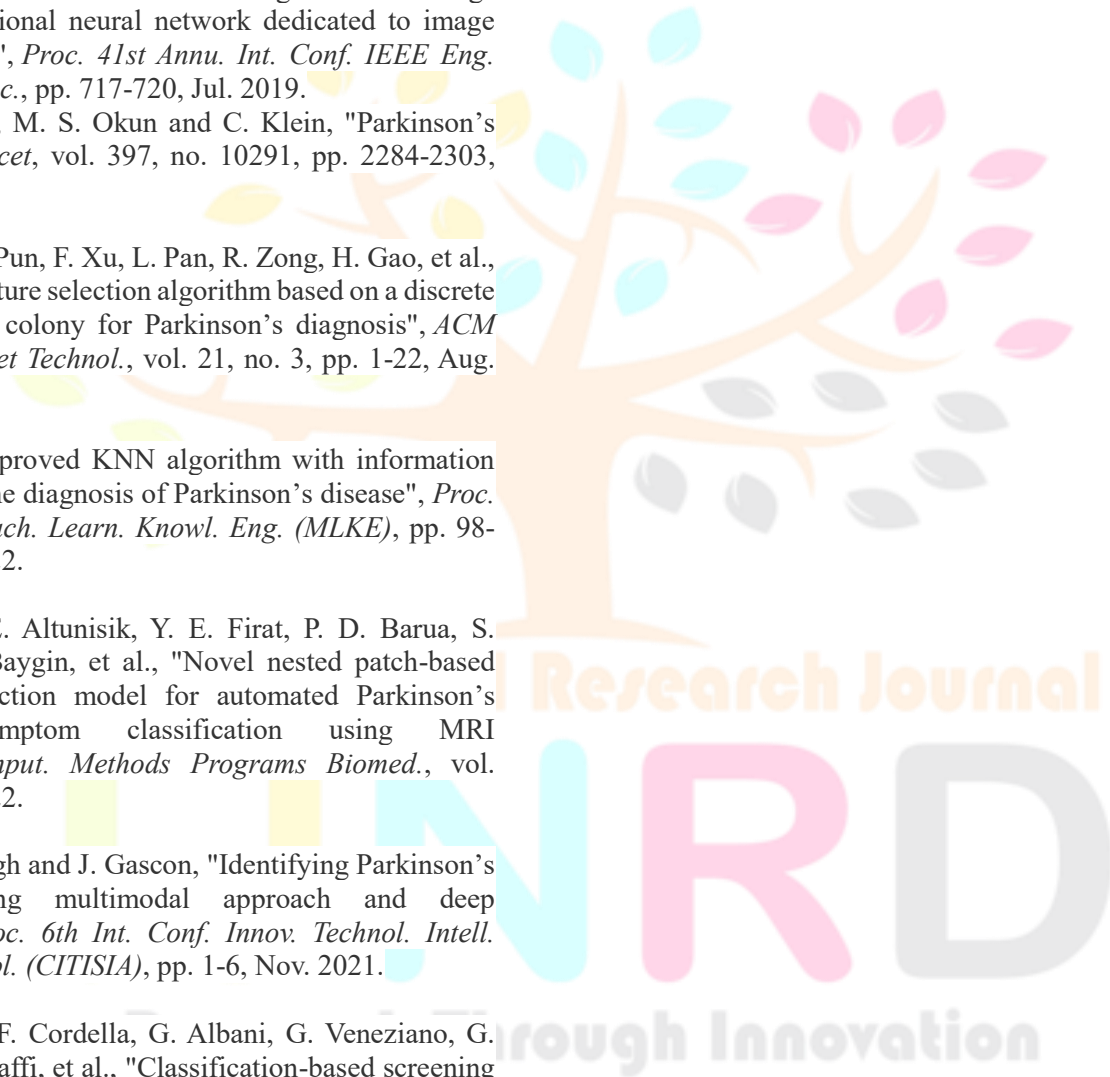 ional neural network dedicated to image
", Proc. 41st Annu. Int. Conf. IEEE Eng.
c., pp. 717-720, Jul. 2019.
, M. S. Okun and C. Klein, "Parkinson’s
cet, vol. 397, no. 10291, pp. 2284-2303,
Pun, F. Xu, L. Pan, R. Zong, H. Gao, et al.,
ture selection algorithm based on a discrete
colony for Parkinson’s diagnosis", ACM
et Technol., vol. 21, no. 3, pp. 1-22, Aug.
proved KNN algorithm with information
ne diagnosis of Parkinson’s disease", Proc.
ach. Learn. Knowl. Eng. (MLKE), pp. 98-
2.
E. Altunisik, Y. E. Firat, P. D. Barua, S.
Baygin, et al., "Novel nested patch-based
ction model for automated Parkinson’s
mptom classification using MRI
mput. Methods Programs Biomed., vol.
2.
gh and J. Gascon, "Identifying Parkinson’s
ng multimodal approach and deep
oc. 6th Int. Conf. Innov. Technol. Intell.
ol. (CITISIA), pp. 1-6, Nov. 2021.
F. Cordella, G. Albani, G. Veneziano, G.
affi, et al., "Classification-based screening
Research Journal
NRD
rough Innovation